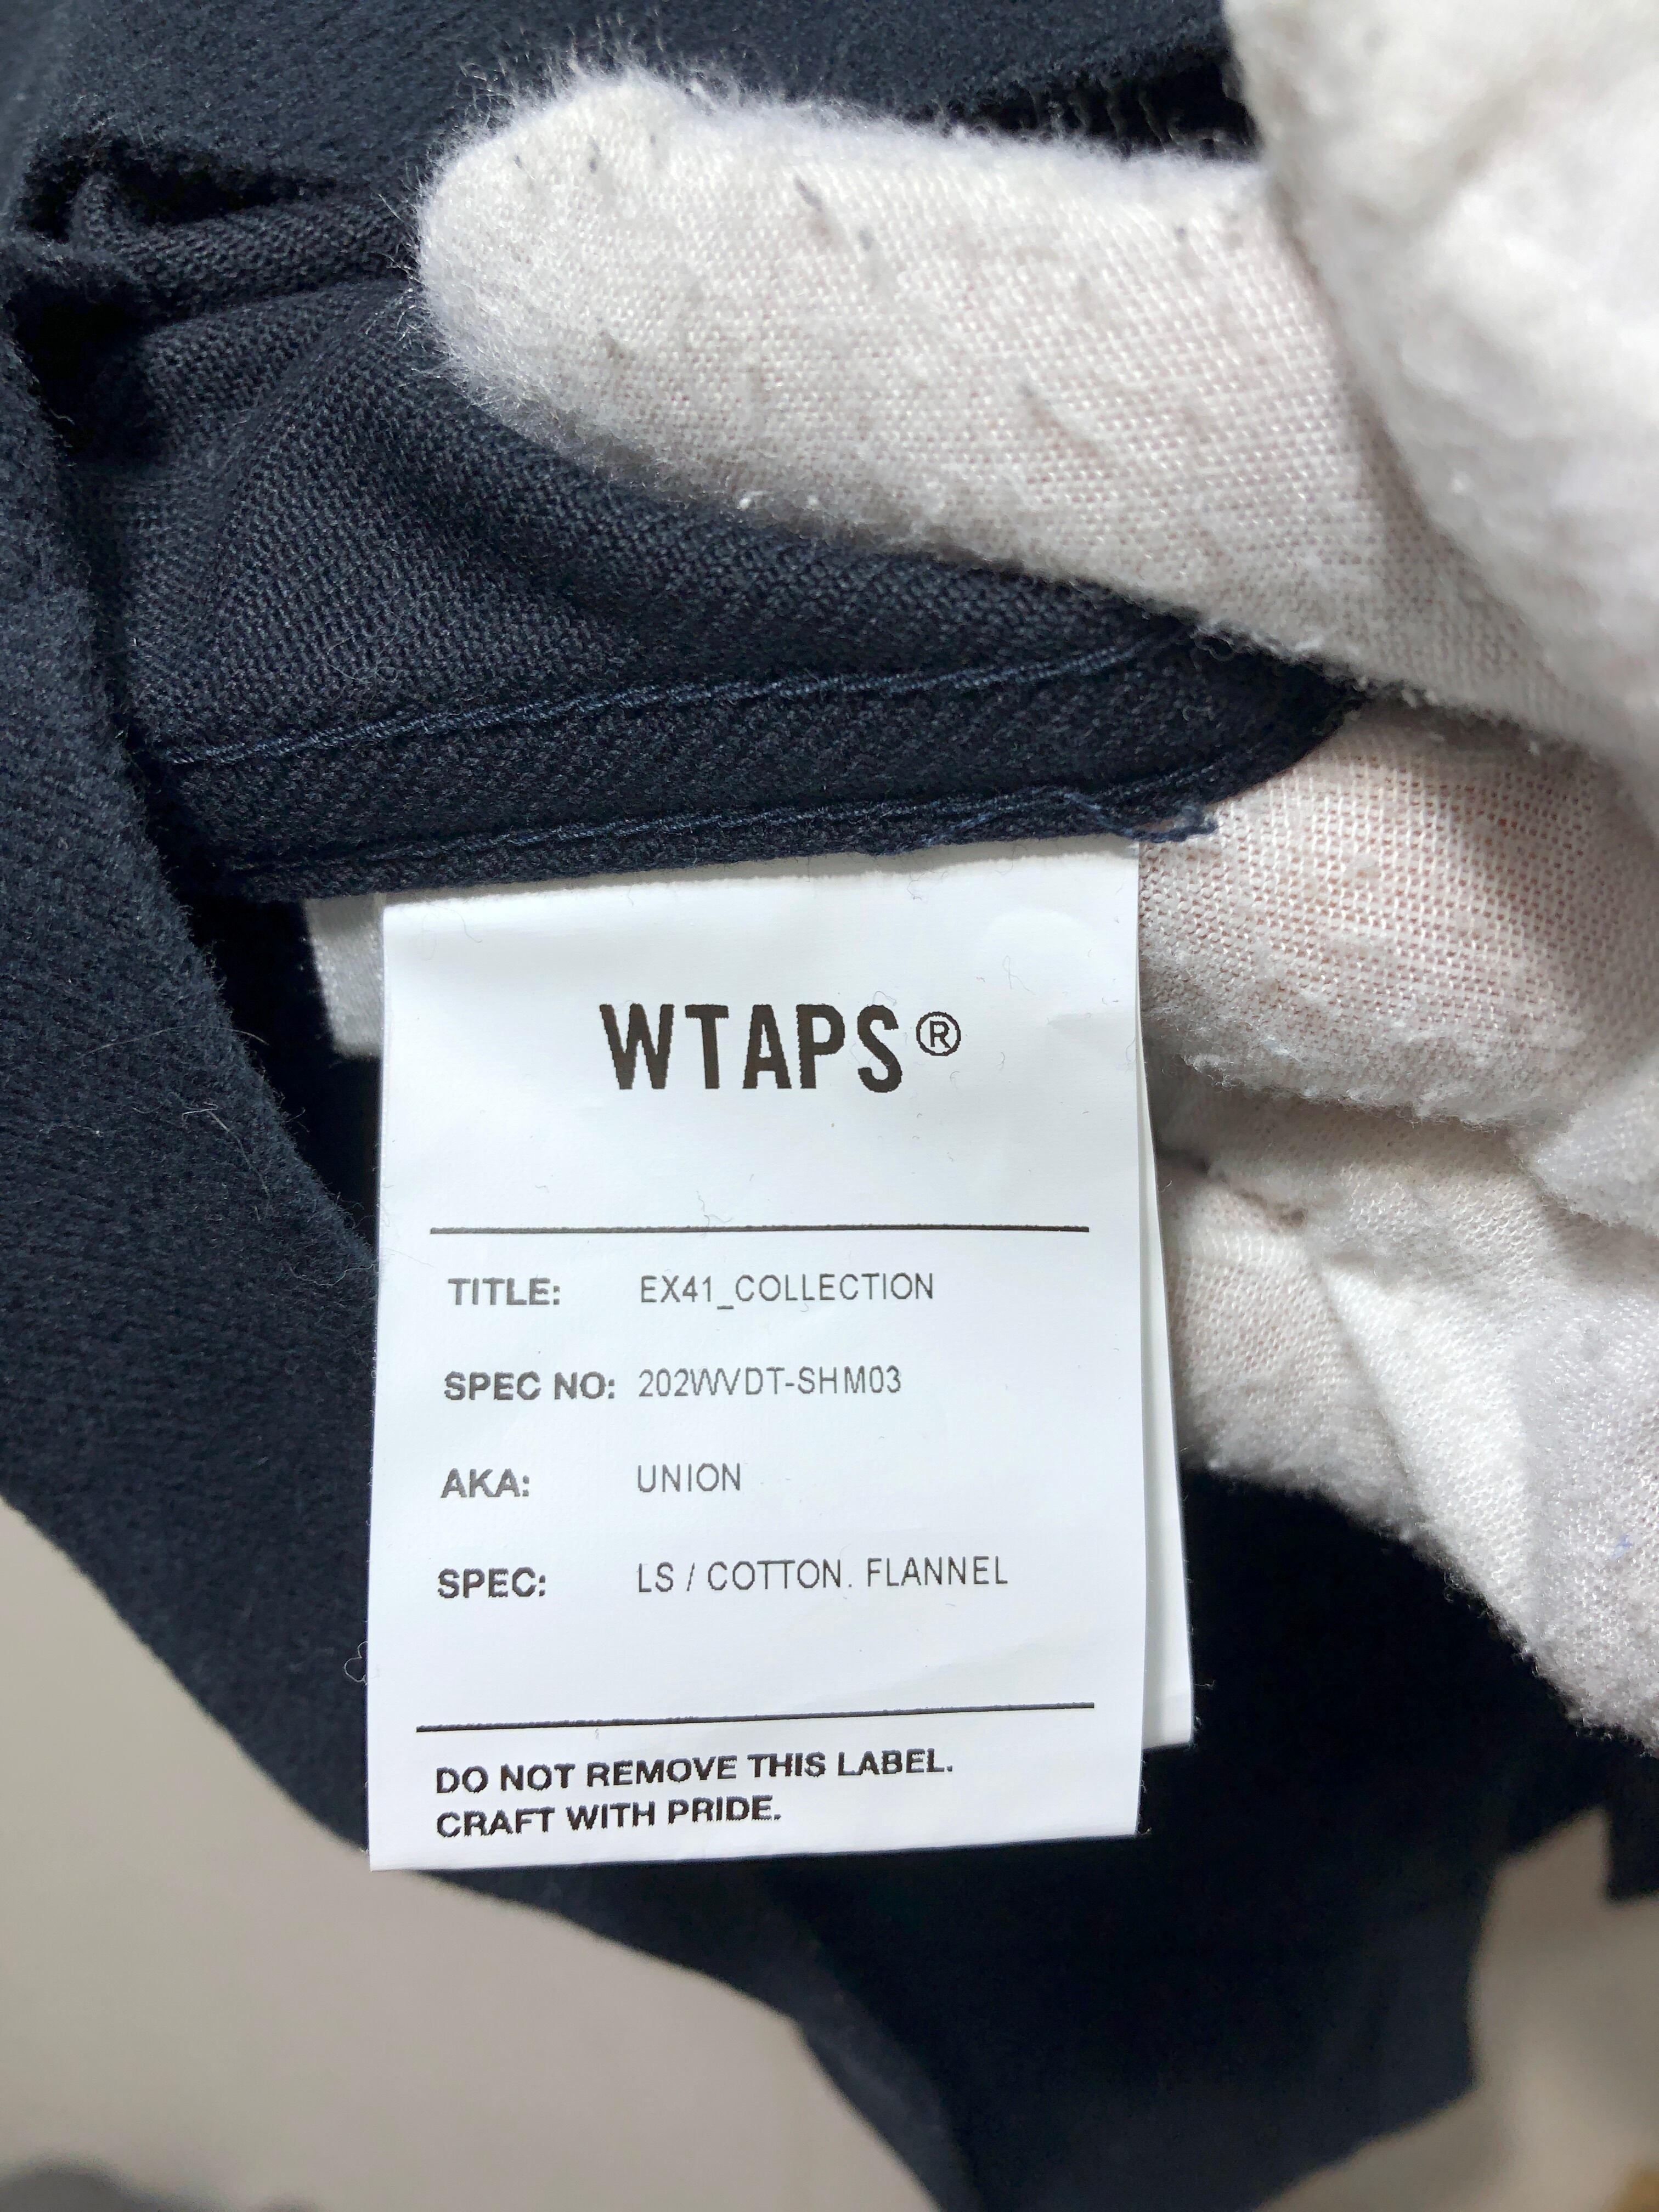 WTAPS®
TITLE: EX41_COLLECTION
SPEC NO: 202WVDT-SHM03
AKA: UNION
SPEC: LS / COTTON. FLANNEL
DO NOT REMOVE THIS LABEL.
CRAFT WITH PRIDE.